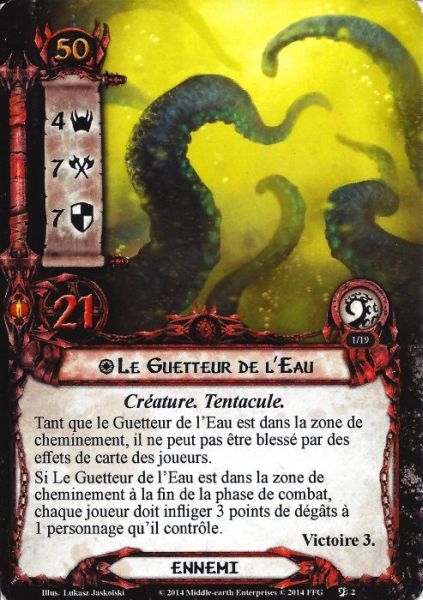 50
4
7
7
21
1/19
Le Guetteur de l'Eau
Créature. Tentacule.
Tant que le Guetteur de l'Eau est dans la zone de
cheminement, il ne peut pas être blessé par des
effets de carte des joueurs.
Si Le Guetteur de l'Eau est dans la zone de
cheminement à la fin de la phase de combat,
chaque joueur doit infliger 3 points de dégâts à
1 personnage qu'il contrôle.
Victoire 3.
ENNEMI
Illus. Lukasz Jaskolski © 2014 Middle-earth Enterprises © 2014 FFG 2